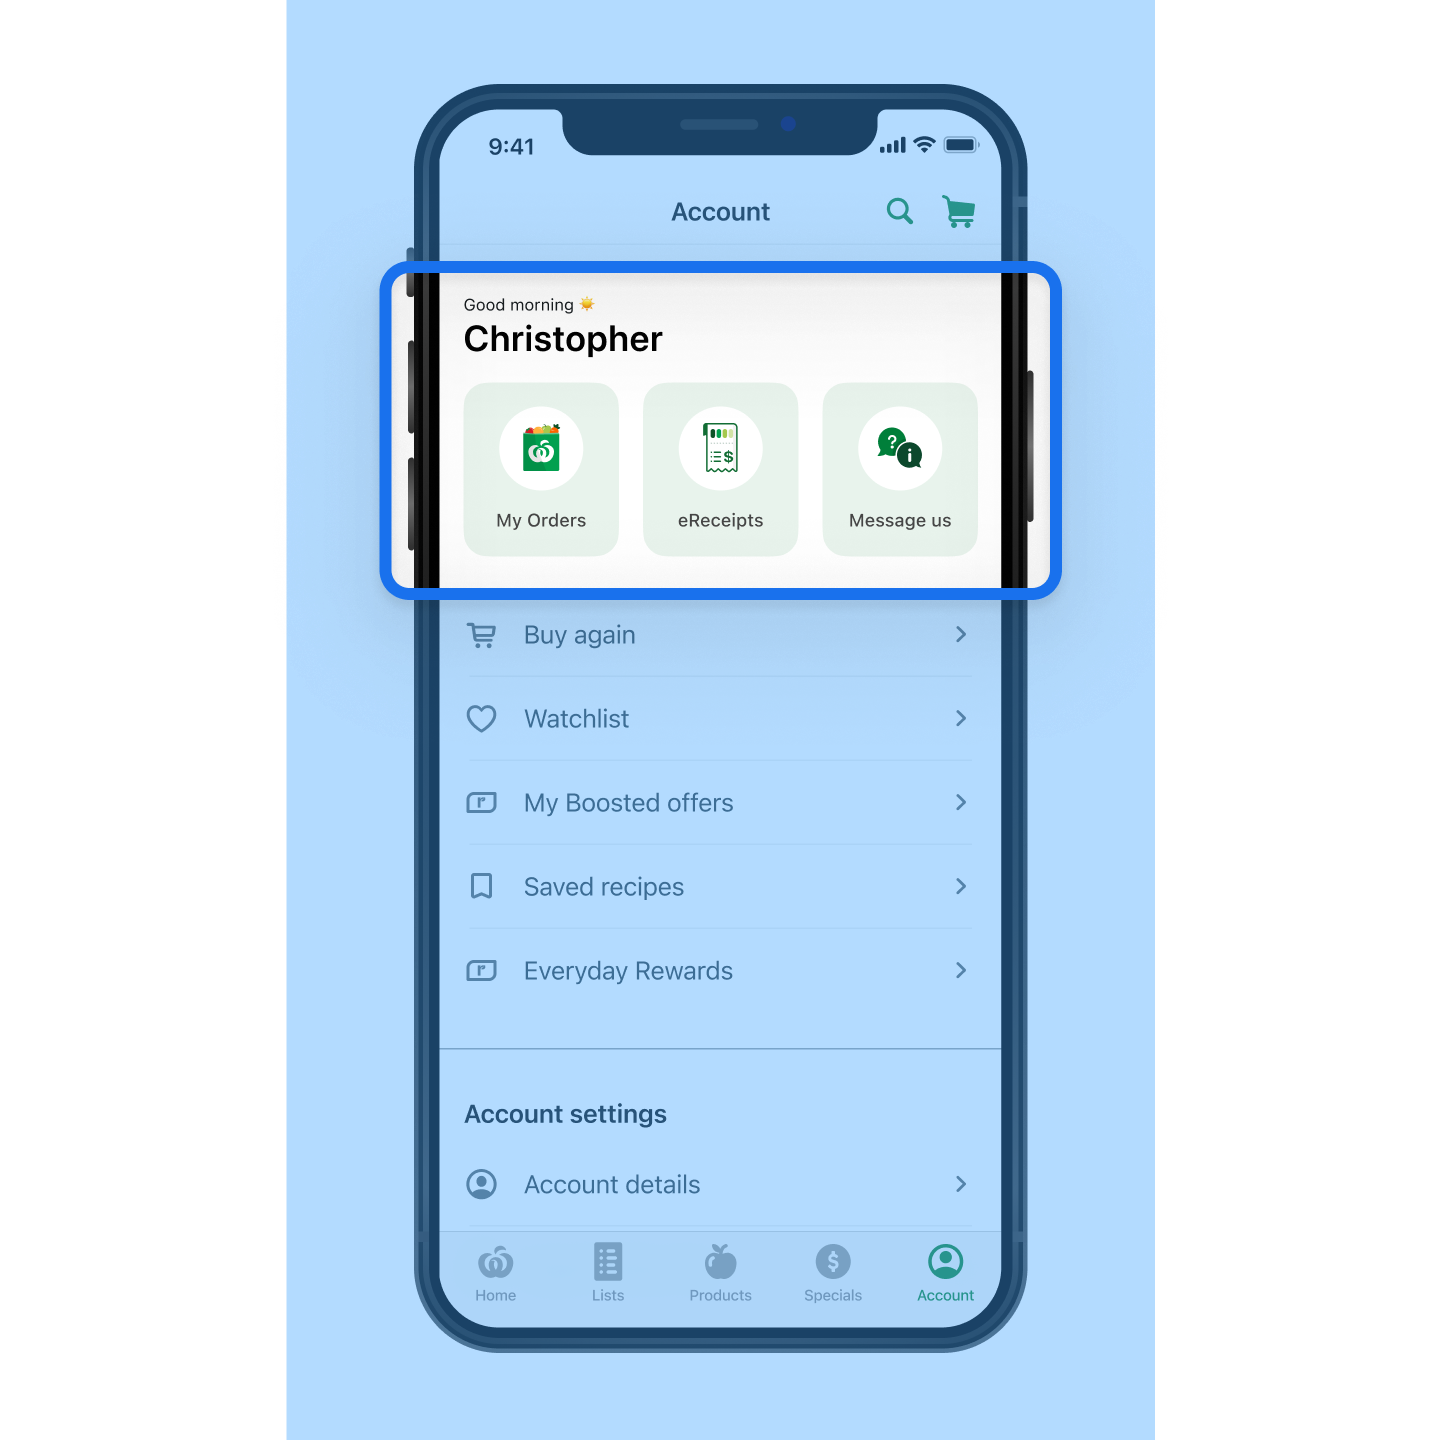 9:41
Account
Good morning
Christopher
My Orders
eReceipts
Message us
Buy again
Watchlist
My Boosted offers
Saved recipes
Everyday Rewards
Account settings
Account details
Home
Lists
Products
Specials
Account